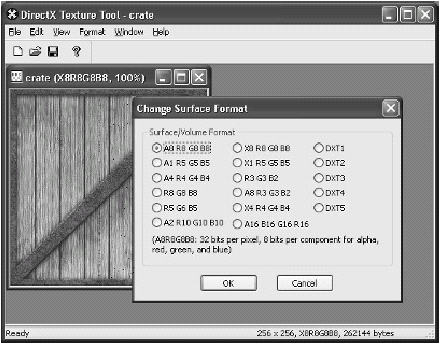 DirectX Texture Tool - crate
File Edit View Format Window Help
crate (X8R8G8B8, 100%)
Change Surface Format
Surface/Volume Format
A8 R8 G8 B8 X8 R8 G8 B8 DXT1
A1 R5 G5 B5 X1 R5 G5 B5 DXT2
A4 R4 G4 B4 R3 G3 B2 DXT3
R8 G8 B8 A8 R3 G3 B2 DXT4
R5 G6 B5 X4 R4 G4 B4 DXT5
A2 R10 G10 B10 A16 B16 G16 R16
(A8R8G8B8: 32 bits per pixel, 8 bits per component for alpha,
red, green, and blue)
OK Cancel
Ready 256 x 256, X8R8G8B8, 262144 bytes